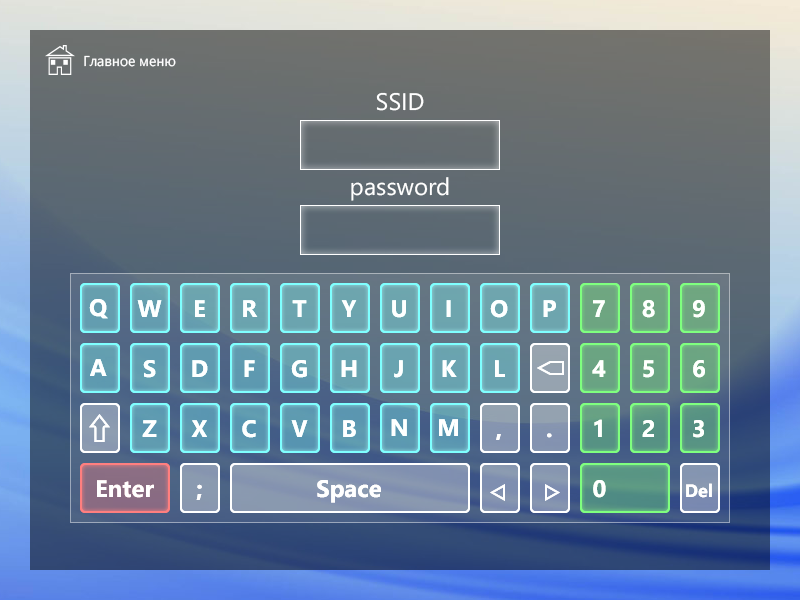 Главное меню
SSID
password
Q W E R T Y U I O P 7 8 9
A S D F G H J K L 4 5 6
Z X C V B N M , . 1 2 3
Enter ; Space 0 Del